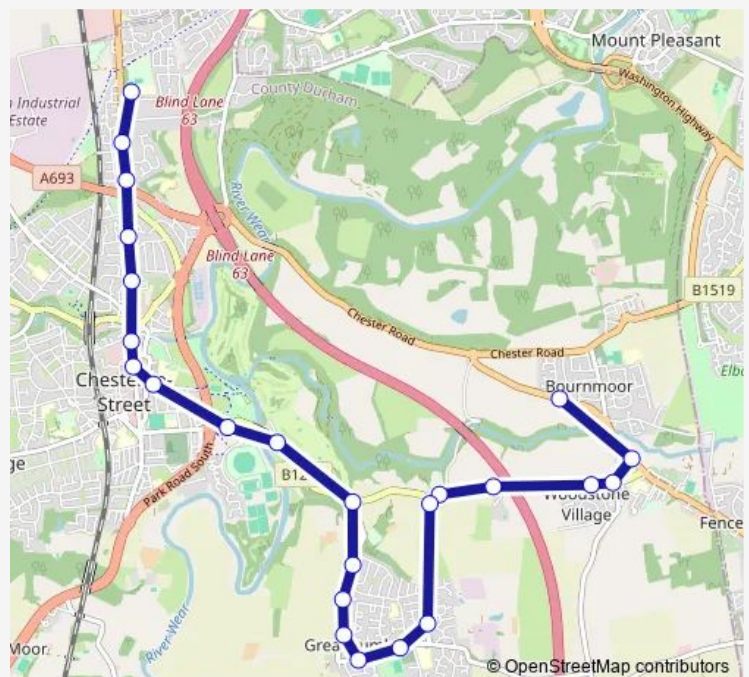 Mount Pleasant
Washington Highway
County Durham
Blind Lane
63
Industrial
Estate
A693
River Wear
Blind Lane
63
B1519
Chester Road
Chester Road
Bournmoor
Street
B12
Park Road South
Woodstone
Village
Fence
River Wear
Moor
© OpenStreetMap contributors